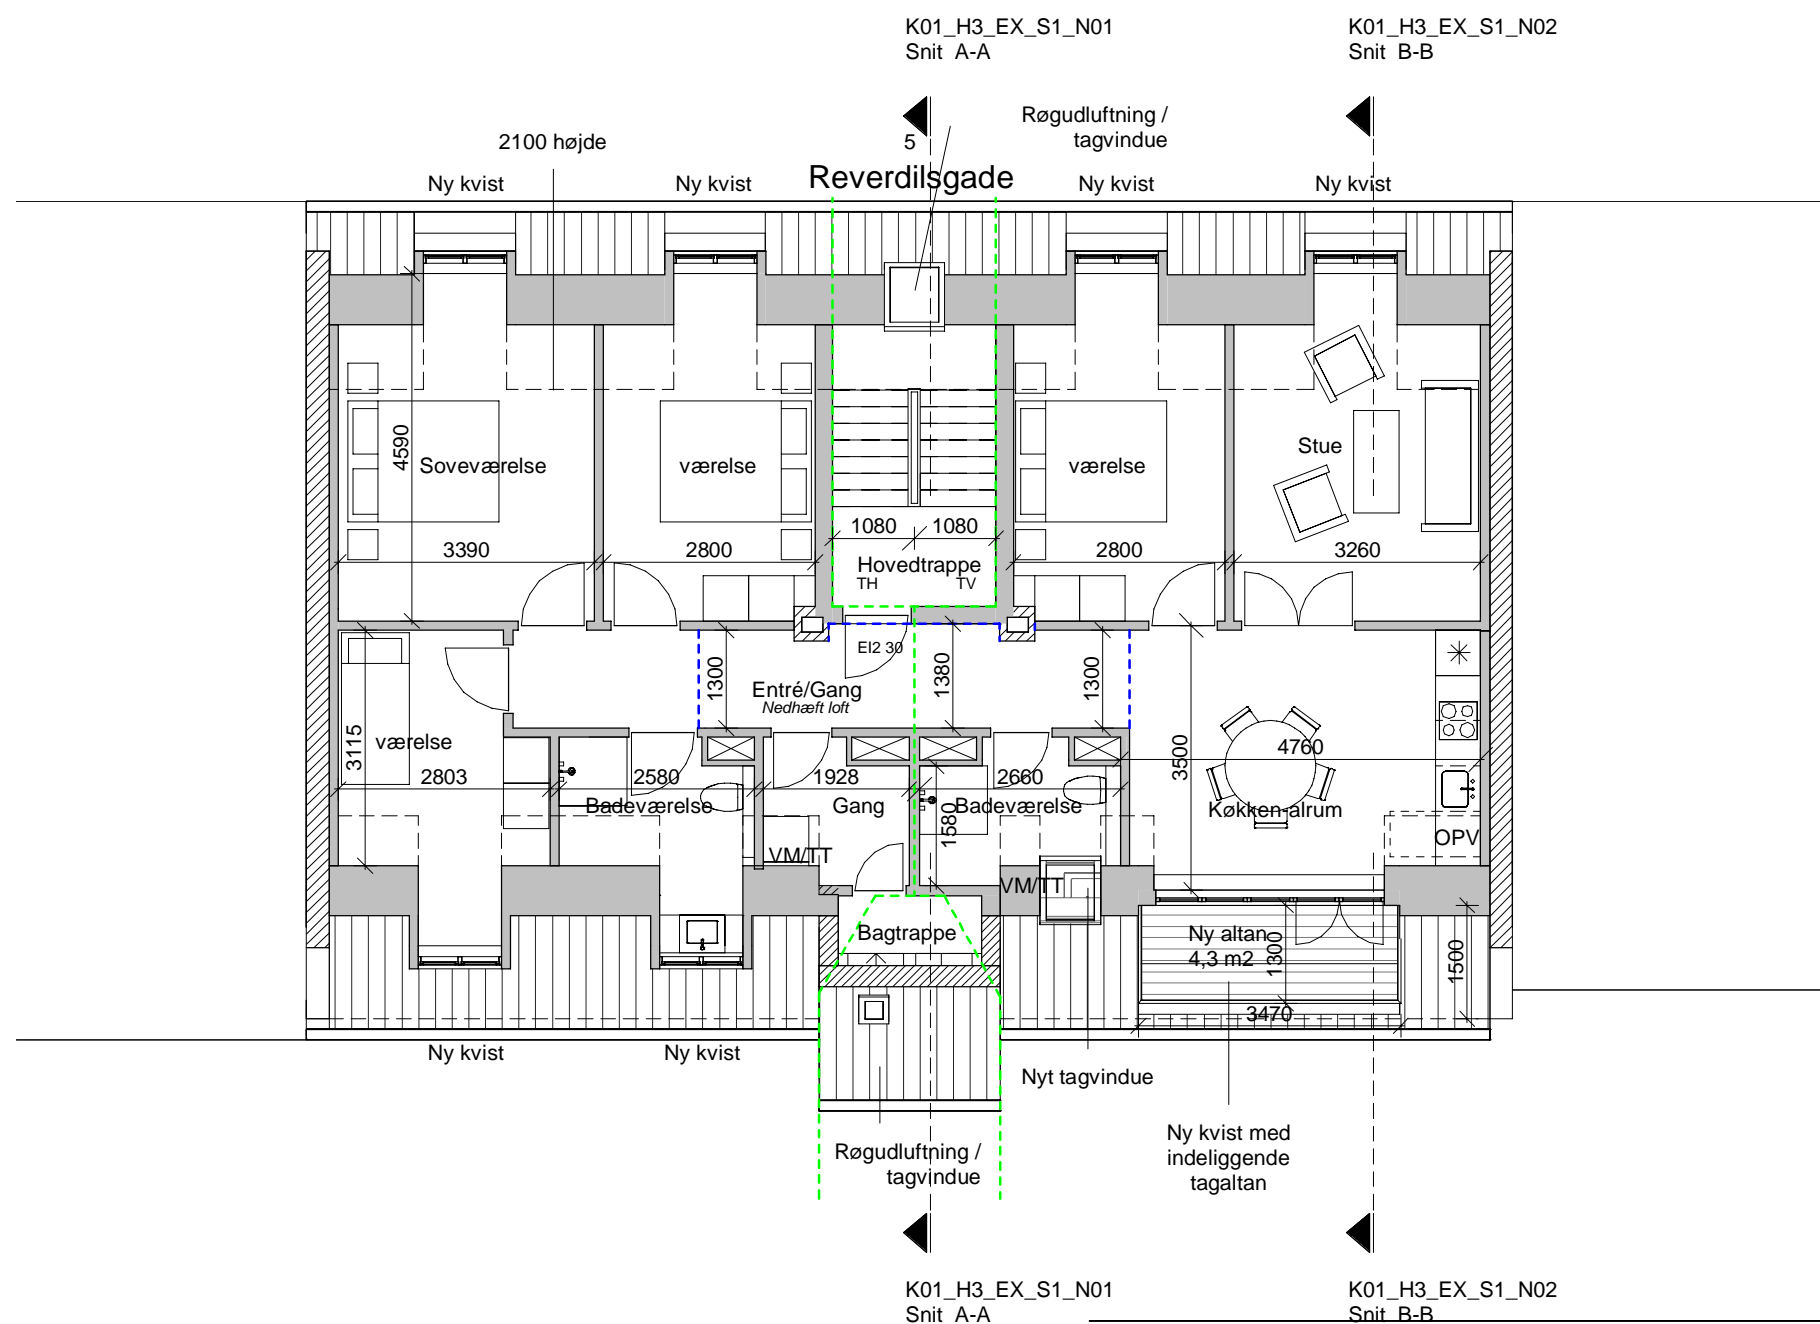 K01_H3_EX_S1_N01
Snit A-A
K01_H3_EX_S1_N02
Snit B-B
Røgudluftning /
tagvindue
5
2100 højde
Reverdilsgade
Ny kvist
Ny kvist
Ny kvist
Ny kvist
4590
Soveværelse
værelse
værelse
Stue
3390
2800
1080
1080
2800
3260
Hovedtrappe
TH
TV
EI2 30
1300
Entré/Gang
Nedhæft loft
1380
1300
3115
værelse
2803
2580
Badeværelse
1928
Gang
2660
Badeværelse
1580
3500
4760
Køkken-alrum
OPV
VM/TT
VM/TT
Bagtrappe
Ny altan
4,3 m2
1300
1500
3470
Ny kvist
Ny kvist
Nyt tagvindue
Røgudluftning /
tagvindue
Ny kvist med
indeliggende
tagaltan
K01_H3_EX_S1_N01
Snit A-A
K01_H3_EX_S1_N02
Snit B-B